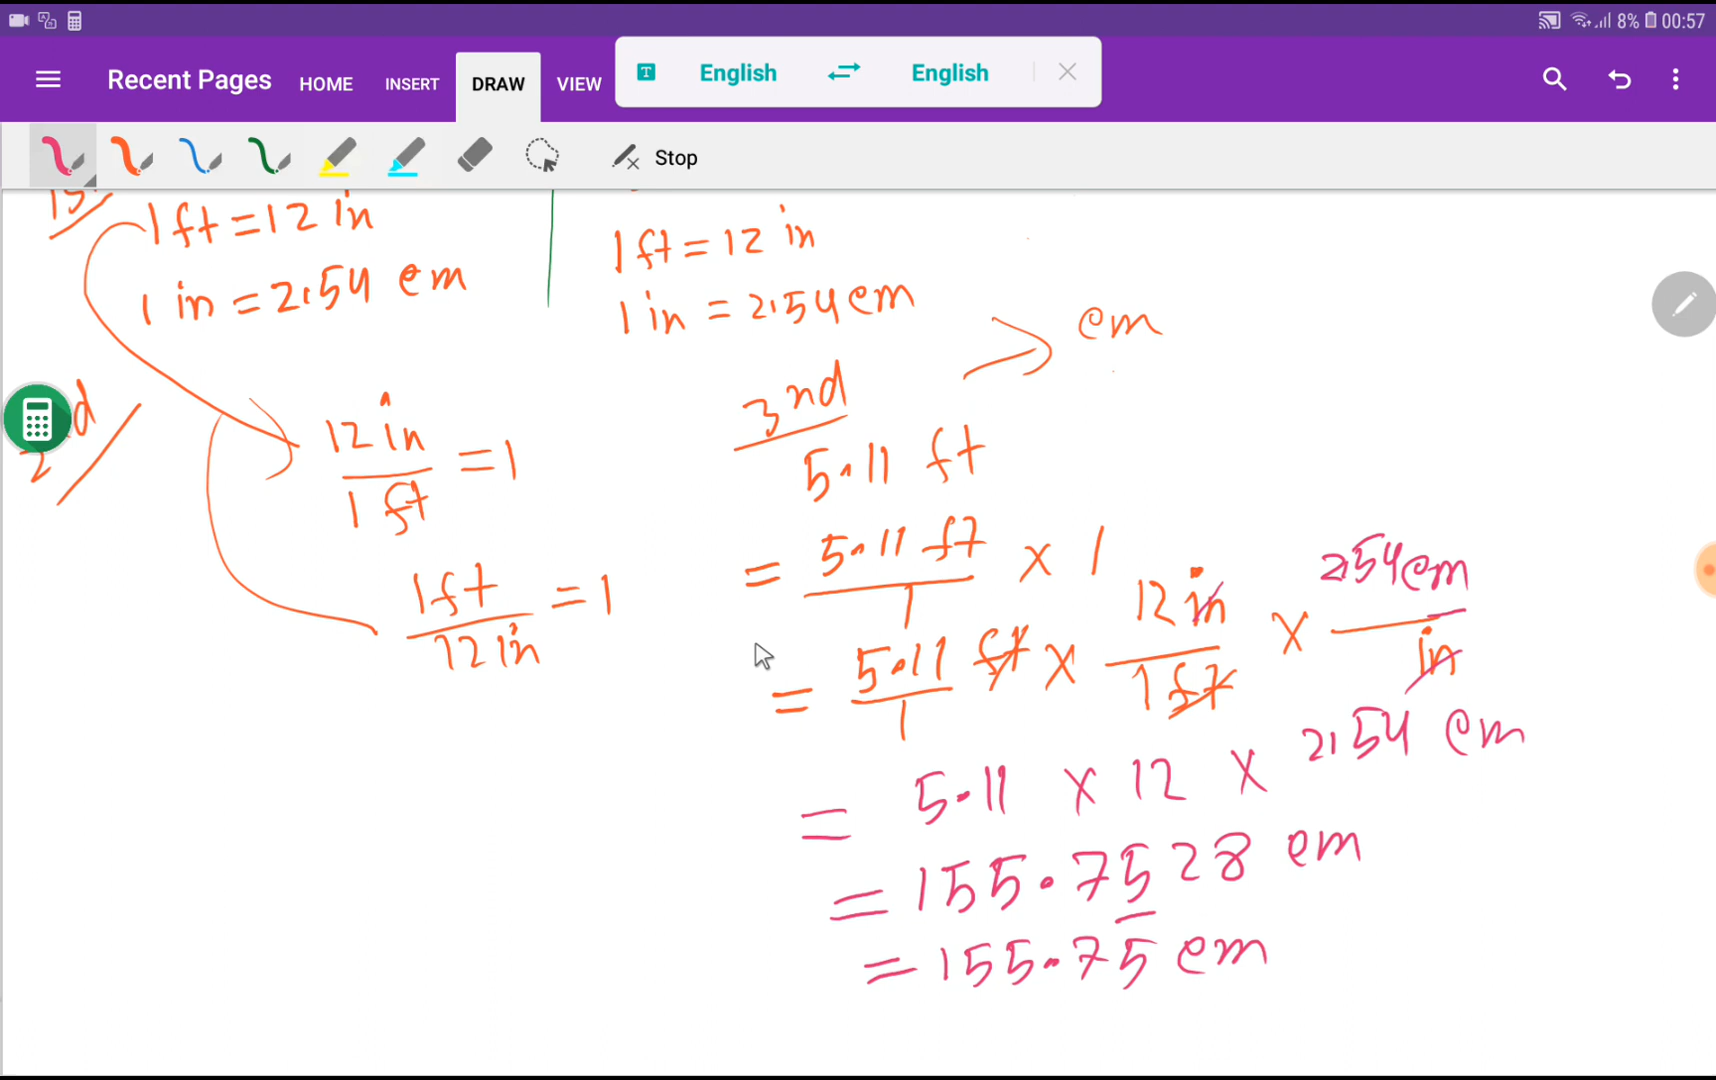 8% 00:57
Recent Pages HOME INSERT DRAW VIEW
English English
Stop
1st
1 ft = 12 in
1 in = 2.54 cm
2nd
12 in / 1 ft = 1
1 ft / 12 in = 1
1 ft = 12 in
1 in = 2.54 cm
3nd → cm
5.11 ft
= 5.11 ft / 1 × 1
= 5.11 ft / 1 × 12 in / 1 ft × 2.54 cm / in
= 5.11 × 12 × 2.54 cm
= 155.7528 cm
= 155.75 cm